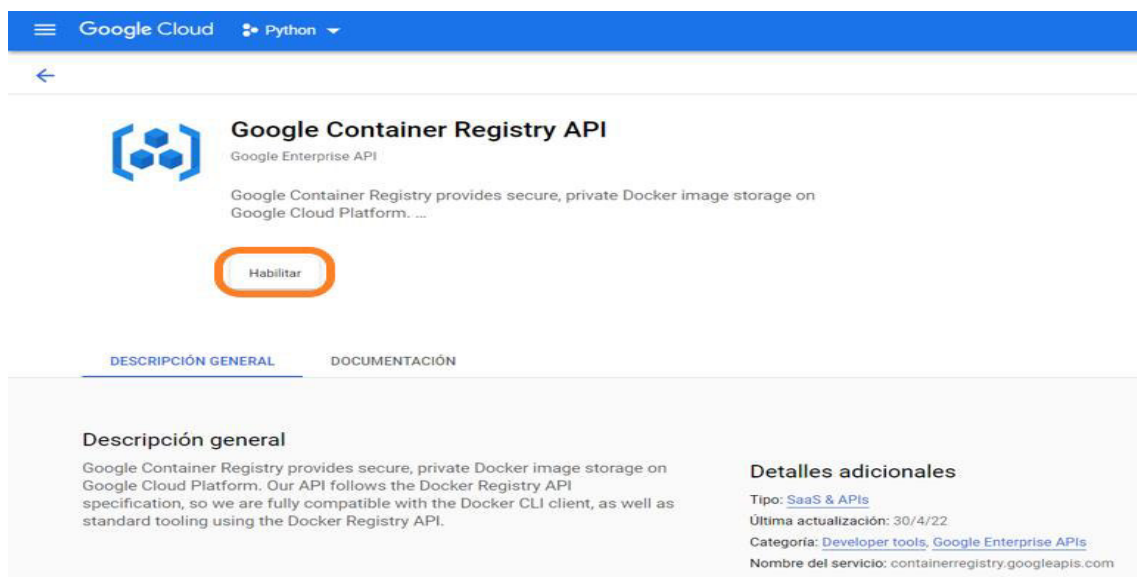 Google Cloud Python
Google Container Registry API
Google Enterprise API
Google Container Registry provides secure, private Docker image storage on
Google Cloud Platform. ...
Habilitar
DESCRIPCIÓN GENERAL DOCUMENTACIÓN
Descripción general
Google Container Registry provides secure, private Docker image storage on
Google Cloud Platform. Our API follows the Docker Registry API
specification, so we are fully compatible with the Docker CLI client, as well as
standard tooling using the Docker Registry API.
Detalles adicionales
Tipo: SaaS & APIs
Última actualización: 30/4/22
Categoría: Developer tools, Google Enterprise APIs
Nombre del servicio: containerregistry.googleapis.com